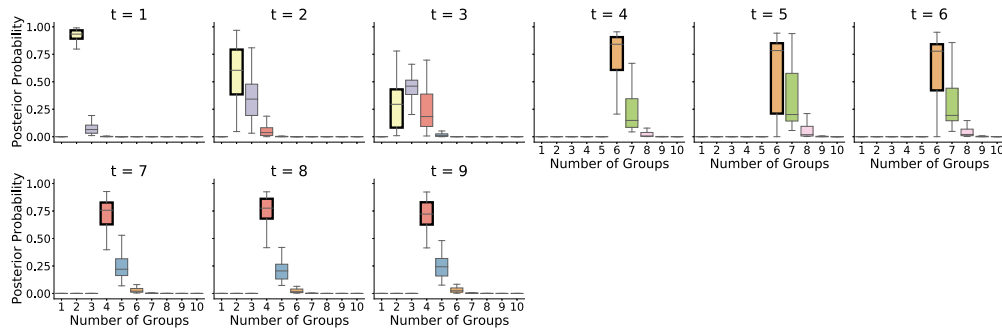 t = 1
t = 2
t = 3
t = 4
t = 5
t = 6
Posterior Probability
1.00
0.75
0.50
0.25
0.00
1 2 3 4 5 6 7 8 9 10
1 2 3 4 5 6 7 8 9 10
1 2 3 4 5 6 7 8 9 10
Number of Groups
Number of Groups
Number of Groups
t = 7
t = 8
t = 9
Posterior Probability
1.00
0.75
0.50
0.25
0.00
1 2 3 4 5 6 7 8 9 10
1 2 3 4 5 6 7 8 9 10
1 2 3 4 5 6 7 8 9 10
Number of Groups
Number of Groups
Number of Groups